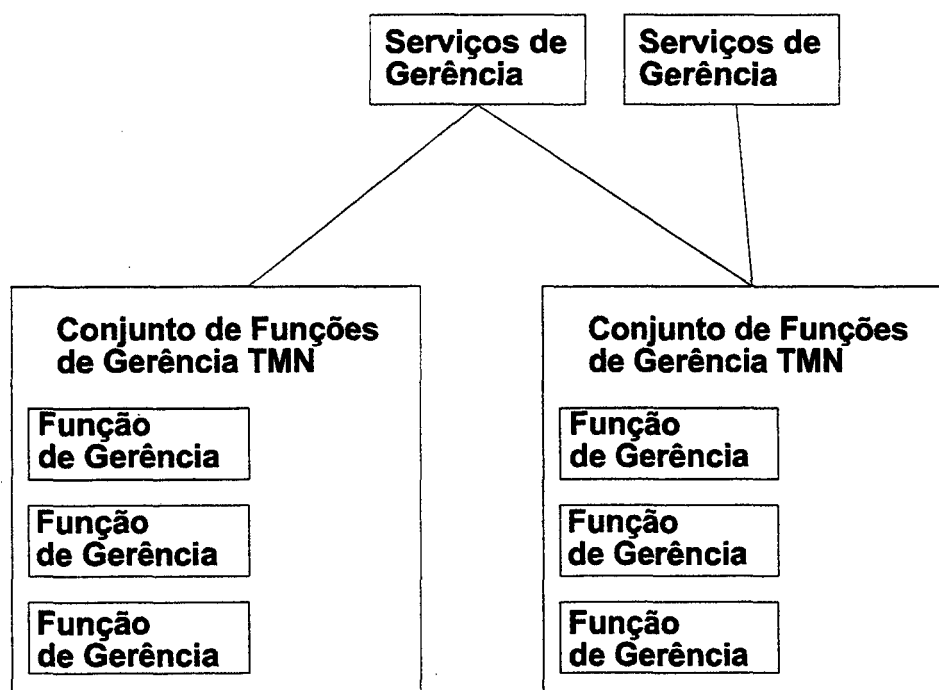 Serviços de
Gerência
Serviços de
Gerência
Conjunto de Funções
de Gerência TMN
Função
de Gerência
Função
de Gerência
Função
de Gerência
Conjunto de Funções
de Gerência TMN
Função
de Gerência
Função
de Gerência
Função
de Gerência